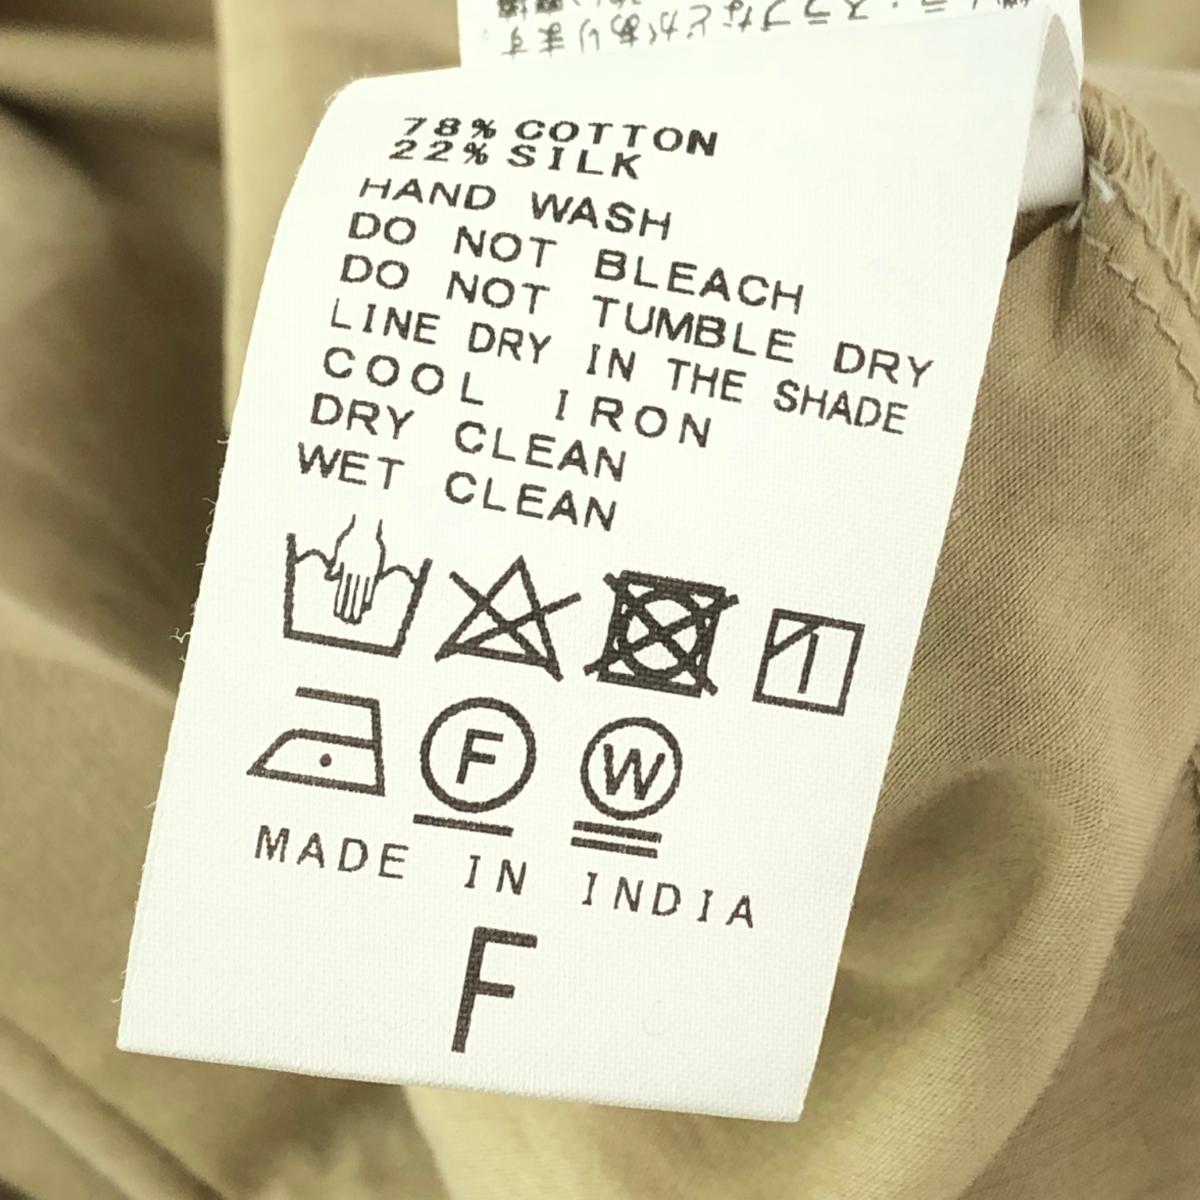 78% COTTON
22% SILK
HAND WASH
DO NOT BLEACH
DO NOT TUMBLE DRY
LINE DRY IN THE SHADE
COOL IRON
DRY CLEAN
WET CLEAN
F W
MADE IN INDIA
F